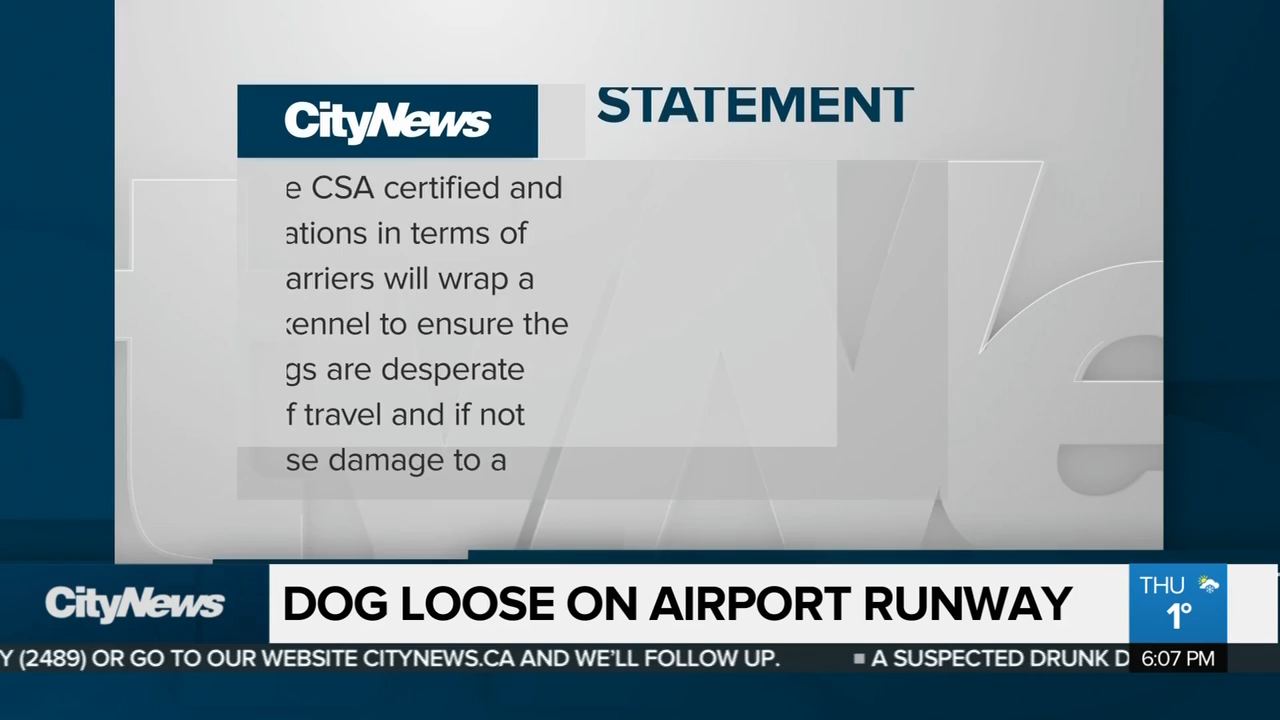 CityNews
STATEMENT
e CSA certified and
ations in terms of
arriers will wrap a
kennel to ensure the
gs are desperate
f travel and if not
se damage to a
CityNews
DOG LOOSE ON AIRPORT RUNWAY
THU
1°
Y (2489) OR GO TO OUR WEBSITE CITYNEWS.CA AND WE'LL FOLLOW UP. ■ A SUSPECTED DRUNK D
6:07 PM